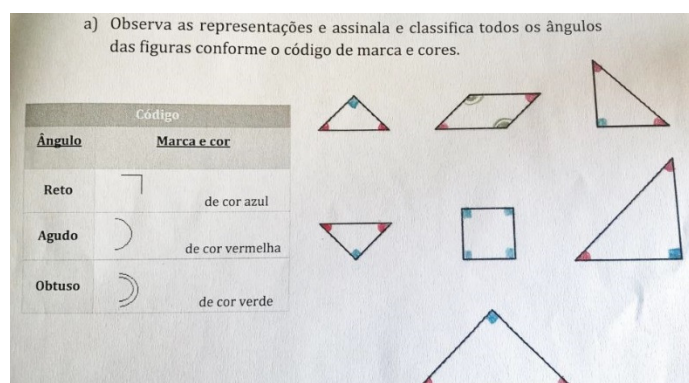 a) Observa as representações e assinala e classifica todos os ângulos
das figuras conforme o código de marca e cores.
Código
Ângulo Marca e cor
Reto
de cor azul
Agudo
de cor vermelha
Obtuso
de cor verde